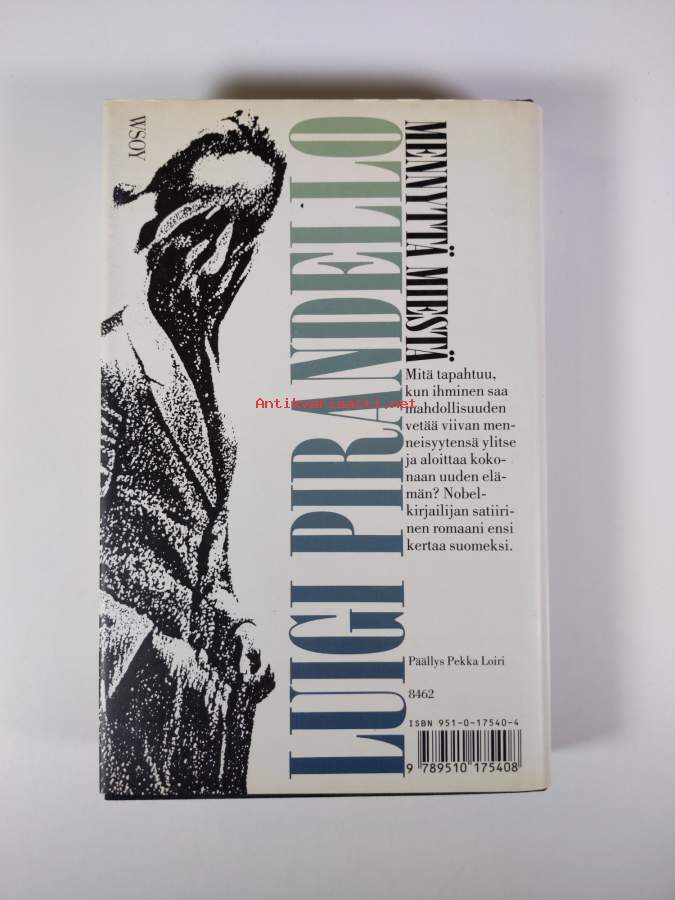 WSOY
LUIGI PIRANDELLO
MENNYTTÄ MIESTÄ
Mitä tapahtuu,
kun ihminen saa
mahdollisuuden
vetää viivan men-
neisyytensä ylitse
ja aloittaa koko-
naan uuden elä-
män? Nobel-
kirjailijan satiiri-
nen romaani ensi
kertaa suomeksi.
Antikvariaatti.net
Päällys Pekka Loiri
8462
ISBN 951-0-17540-4
9 789510 175408